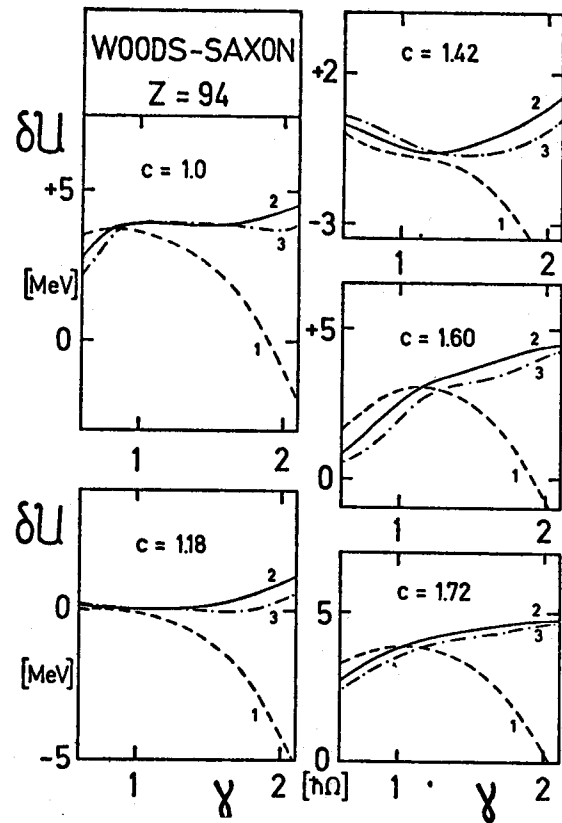 WOODS-SAXON
Z = 94
δU
+5
[MeV]
0
c = 1.0
2
3
1
1
2
δU
0
[MeV]
-5
c = 1.18
2
3
1
1
2
γ
+2
-3
c = 1.42
2
3
1
1
2
+5
0
c = 1.60
2
3
1
1
2
5
0
c = 1.72
2
3
1
1
2
[ħΩ]
γ